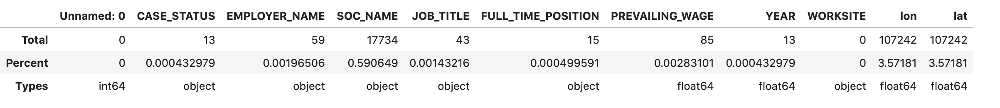 Unnamed: 0 CASE_STATUS EMPLOYER_NAME SOC_NAME JOB_TITLE FULL_TIME_POSITION PREVAILING_WAGE YEAR WORKSITE lon lat
Total 0 13 59 17734 43 15 85 13 0 107242 107242
Percent 0 0.000432979 0.00196506 0.590649 0.00143216 0.000499591 0.00283101 0.000432979 0 3.57181 3.57181
Types int64 object object object object object float64 float64 object float64 float64